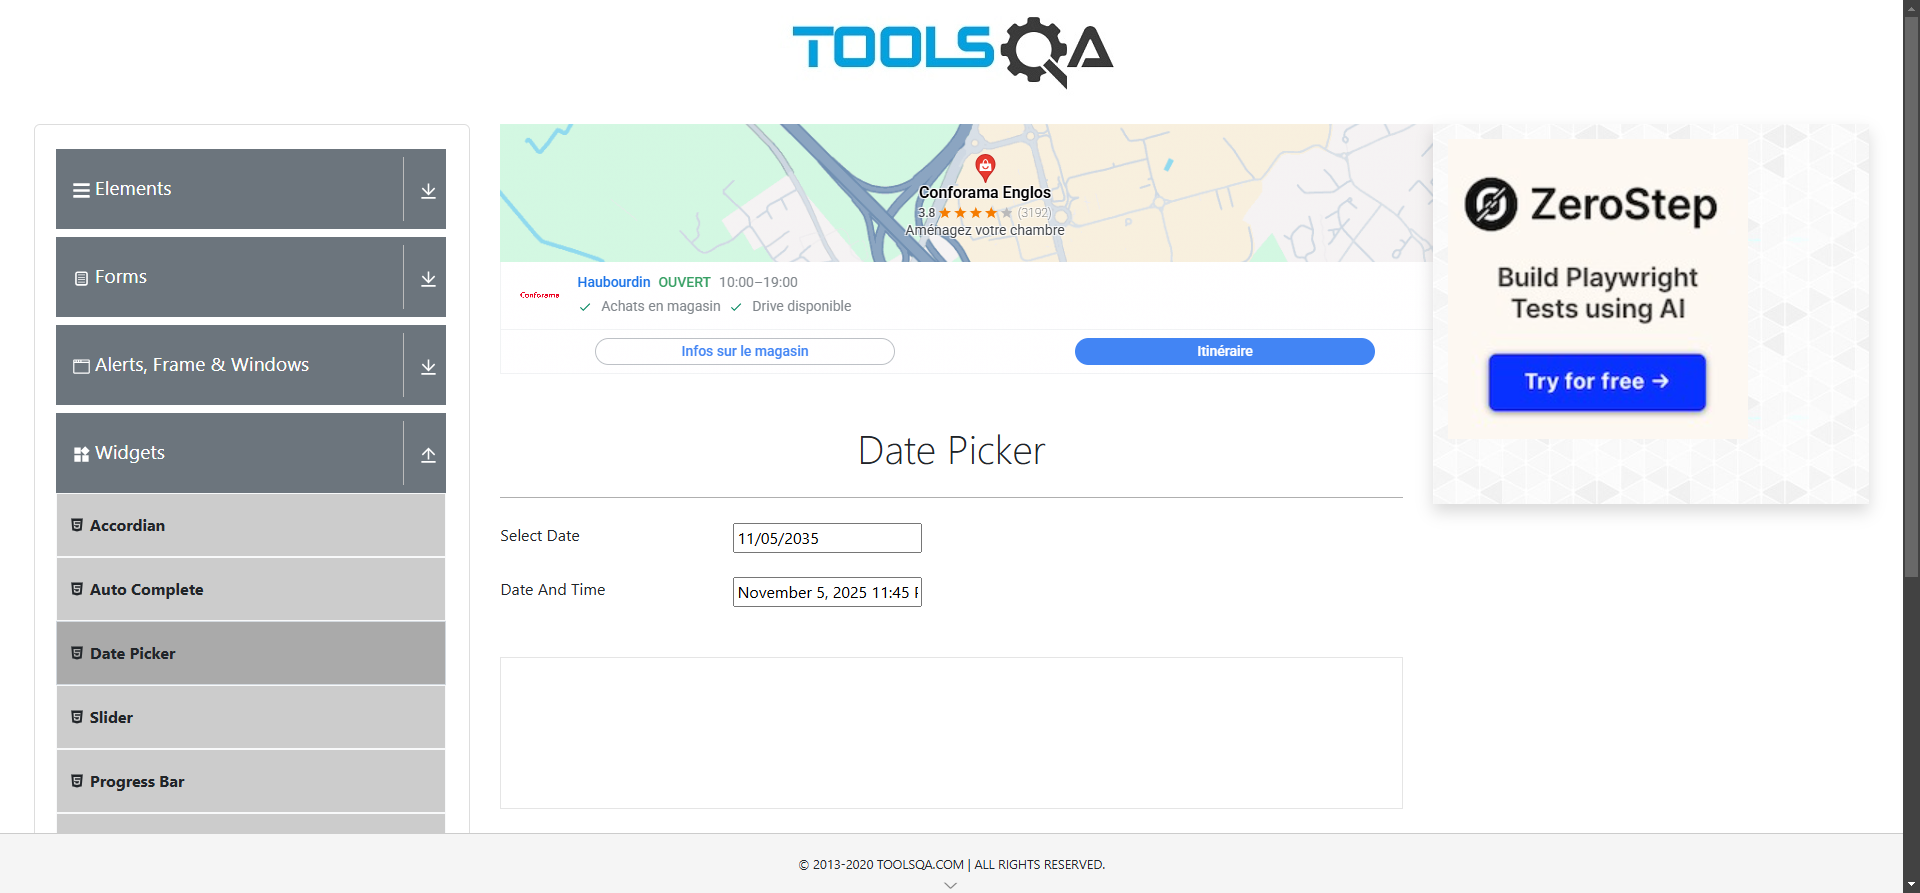 TOOLSQA
Elements
Forms
Alerts, Frame & Windows
Widgets
Accordian
Auto Complete
Date Picker
Slider
Progress Bar
Conforama Englos
3.8 (3192)
Aménagez votre chambre
Conforama
Haubourdin OUVERT 10:00–19:00
Achats en magasin Drive disponible
Infos sur le magasin
Itinéraire
ZeroStep
Build Playwright
Tests using AI
Try for free →
Date Picker
Select Date
11/05/2035
Date And Time
November 5, 2025 11:45
© 2013-2020 TOOLSQA.COM | ALL RIGHTS RESERVED.